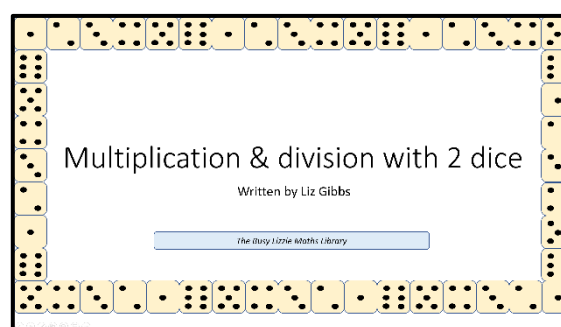 Multiplication & division with 2 dice
Written by Liz Gibbs
The Busy Lizzie Maths Library